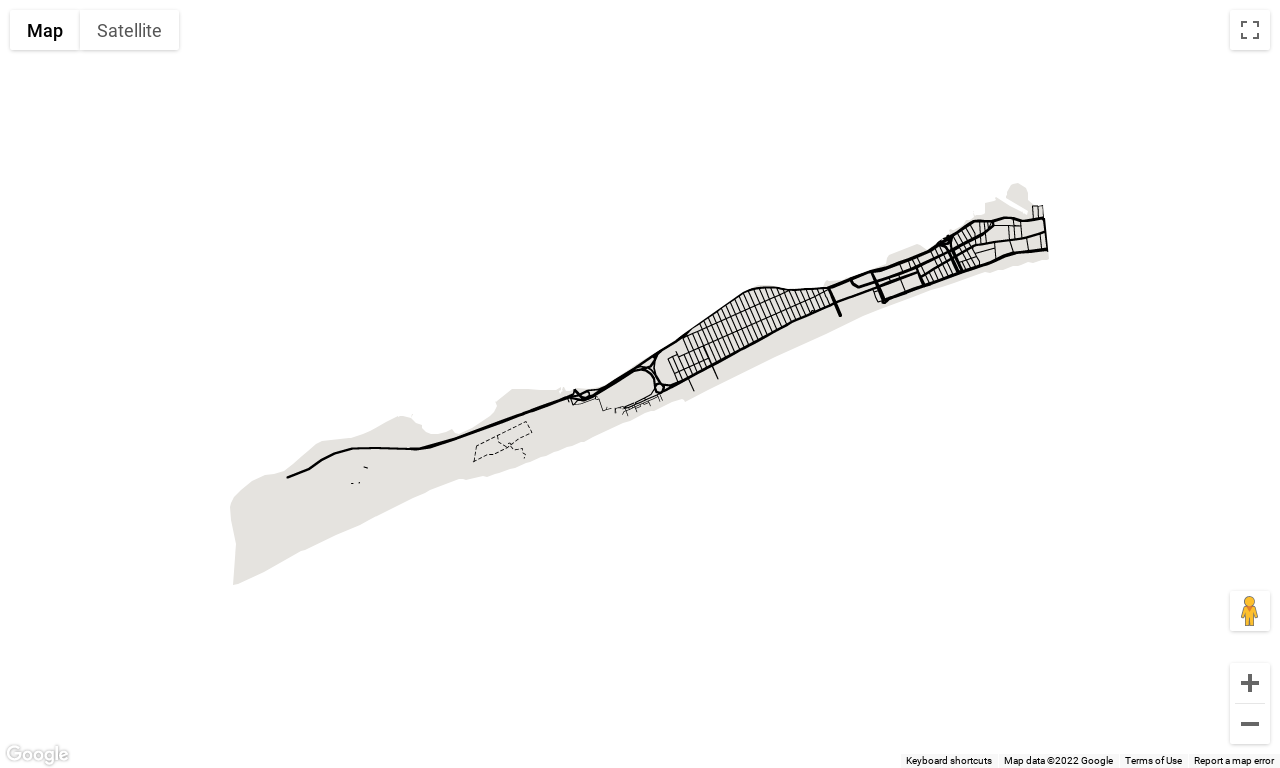 Map Satellite
Google
Keyboard shortcuts Map data ©2022 Google Terms of Use Report a map error